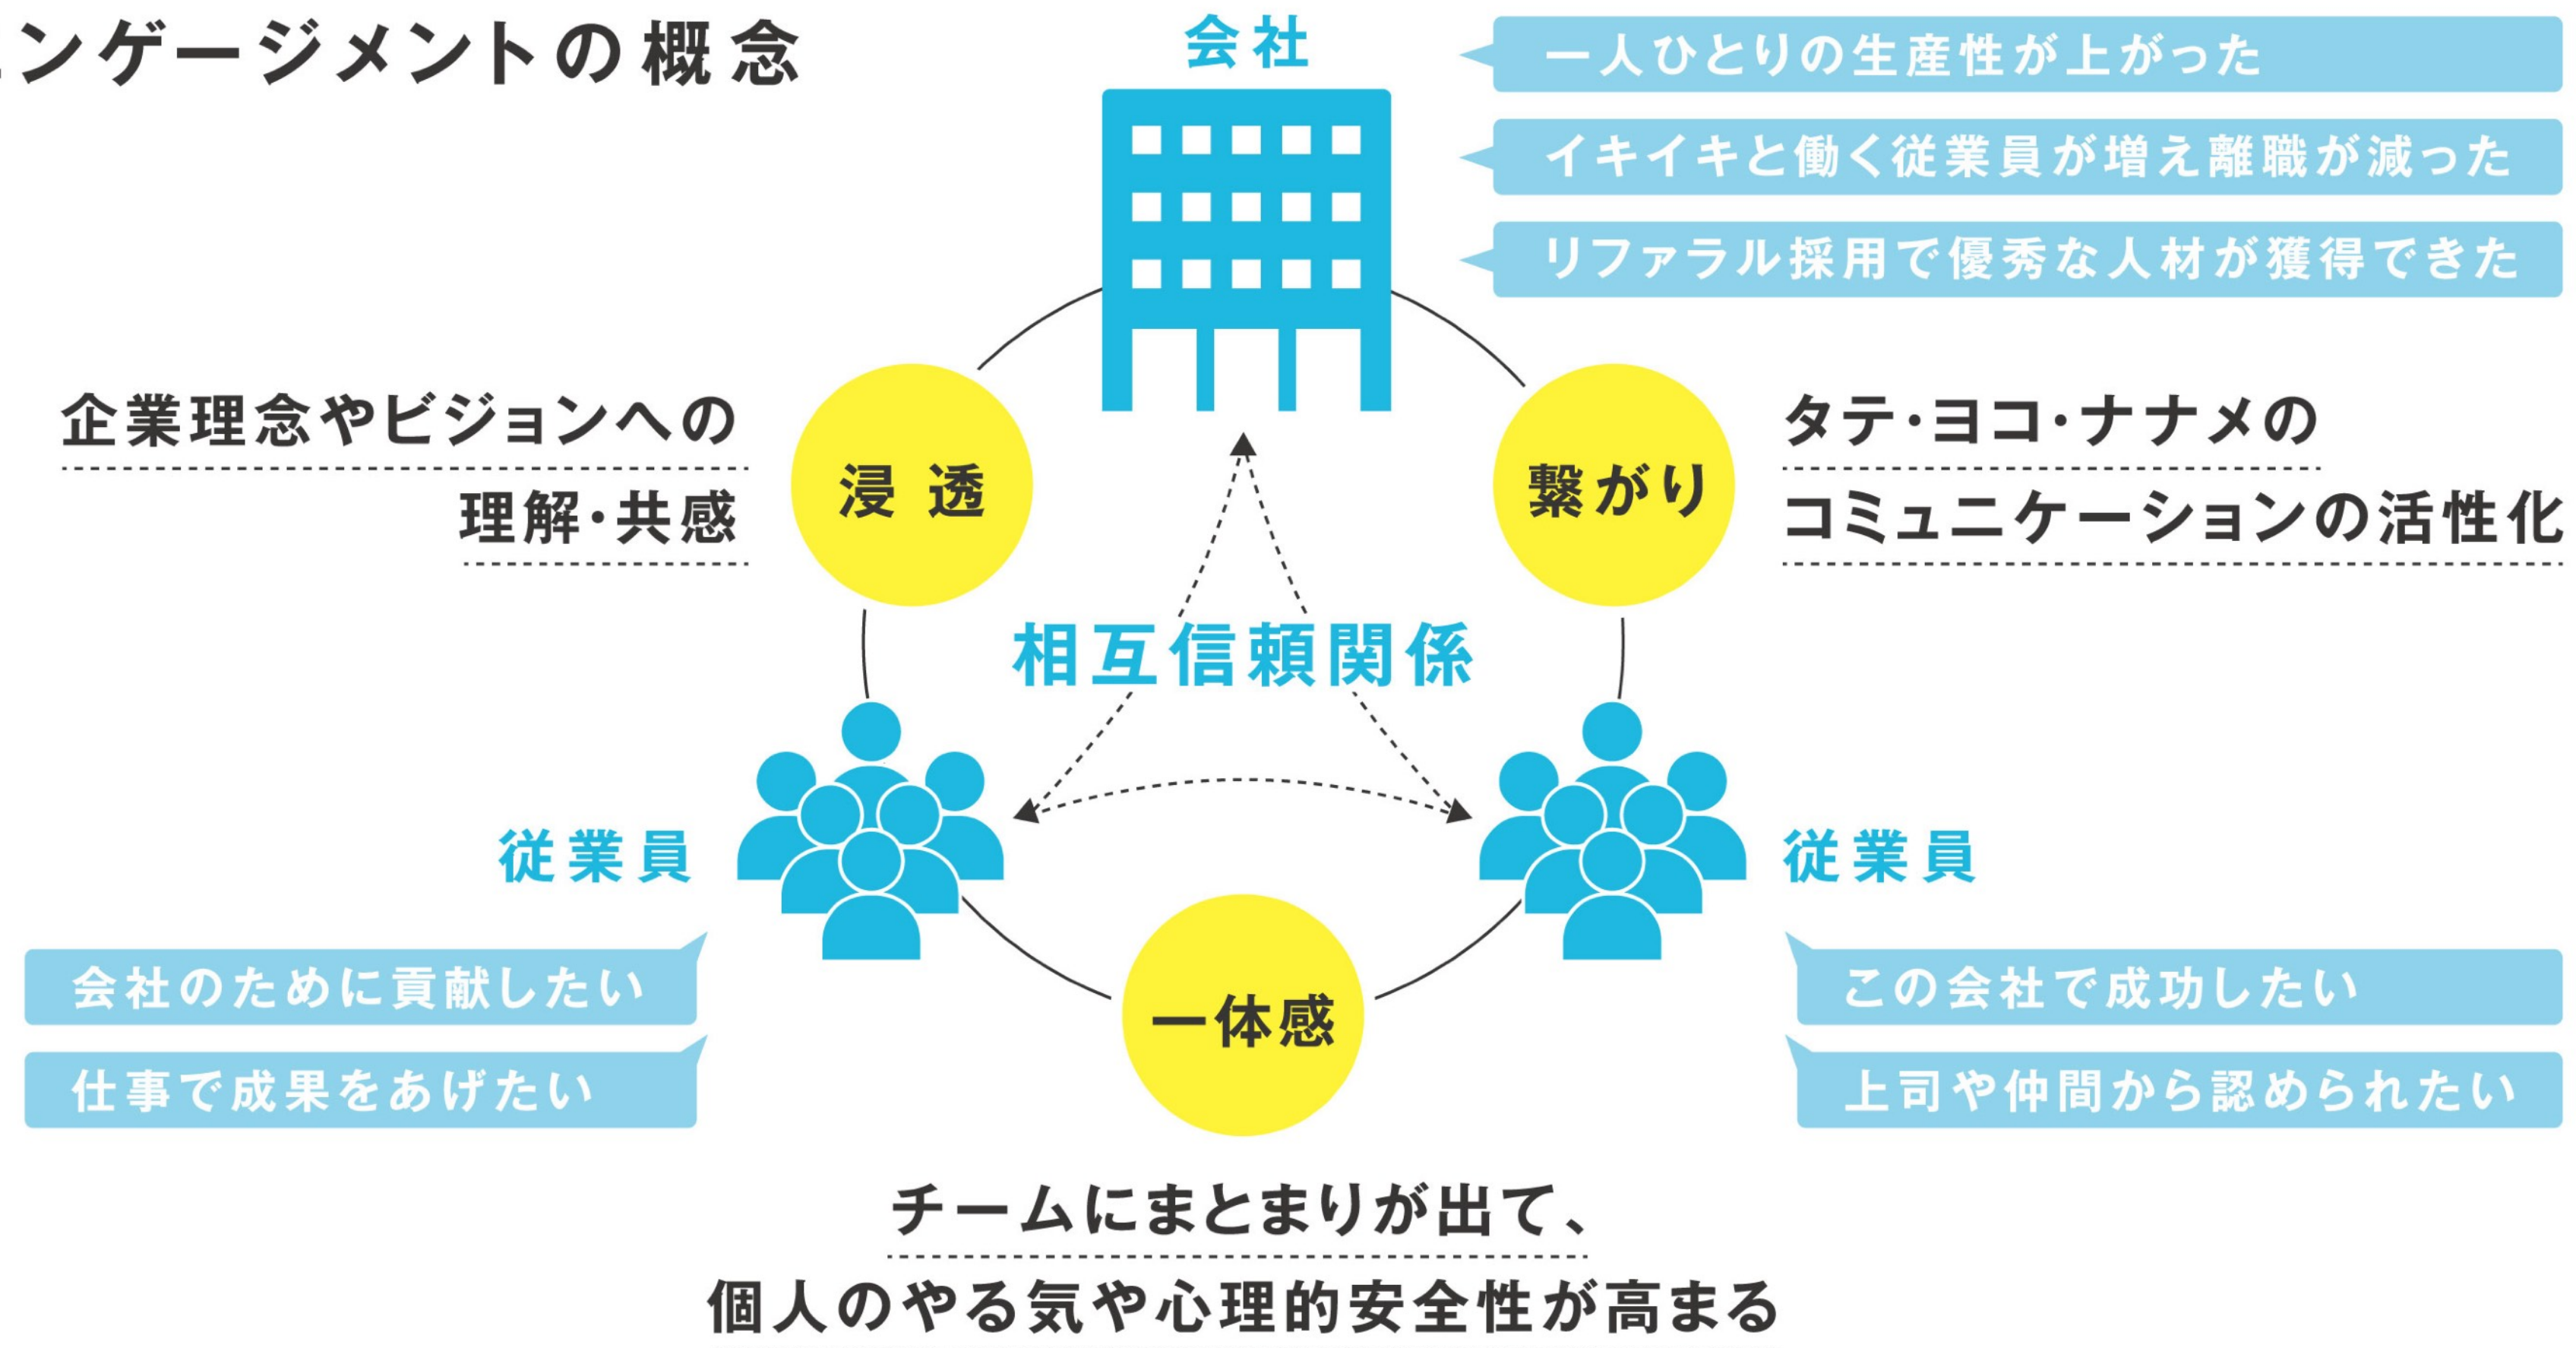 ンゲージメントの概念
会社
一人ひとりの生産性が上がった
イキイキと働く従業員が増え離職が減った
リファラル採用で優秀な人材が獲得できた
企業理念やビジョンへの
理解・共感
浸透
繋がり
タテ・ヨコ・ナナメの
コミュニケーションの活性化
相互信頼関係
従業員
会社のために貢献したい
仕事で成果をあげたい
従業員
この会社で成功したい
上司や仲間から認められたい
一体感
チームにまとまりが出て、
個人のやる気や心理的安全性が高まる